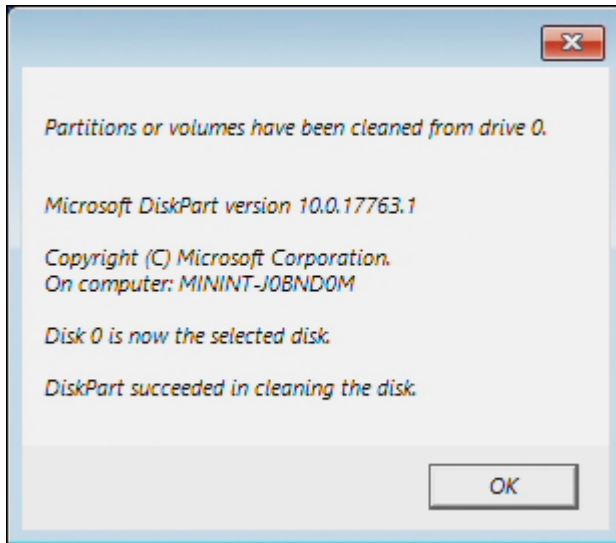 Partitions or volumes have been cleaned from drive 0.
Microsoft DiskPart version 10.0.17763.1
Copyright (C) Microsoft Corporation.
On computer: MININT-J0BND0M
Disk 0 is now the selected disk.
DiskPart succeeded in cleaning the disk.
OK